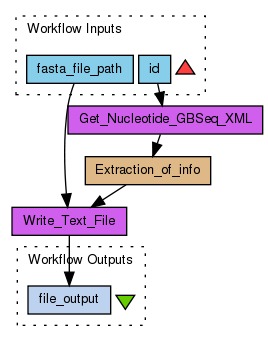 Workflow Inputs
fasta_file_path
id
Get_Nucleotide_GBSeq_XML
Extraction_of_info
Write_Text_File
Workflow Outputs
file_output